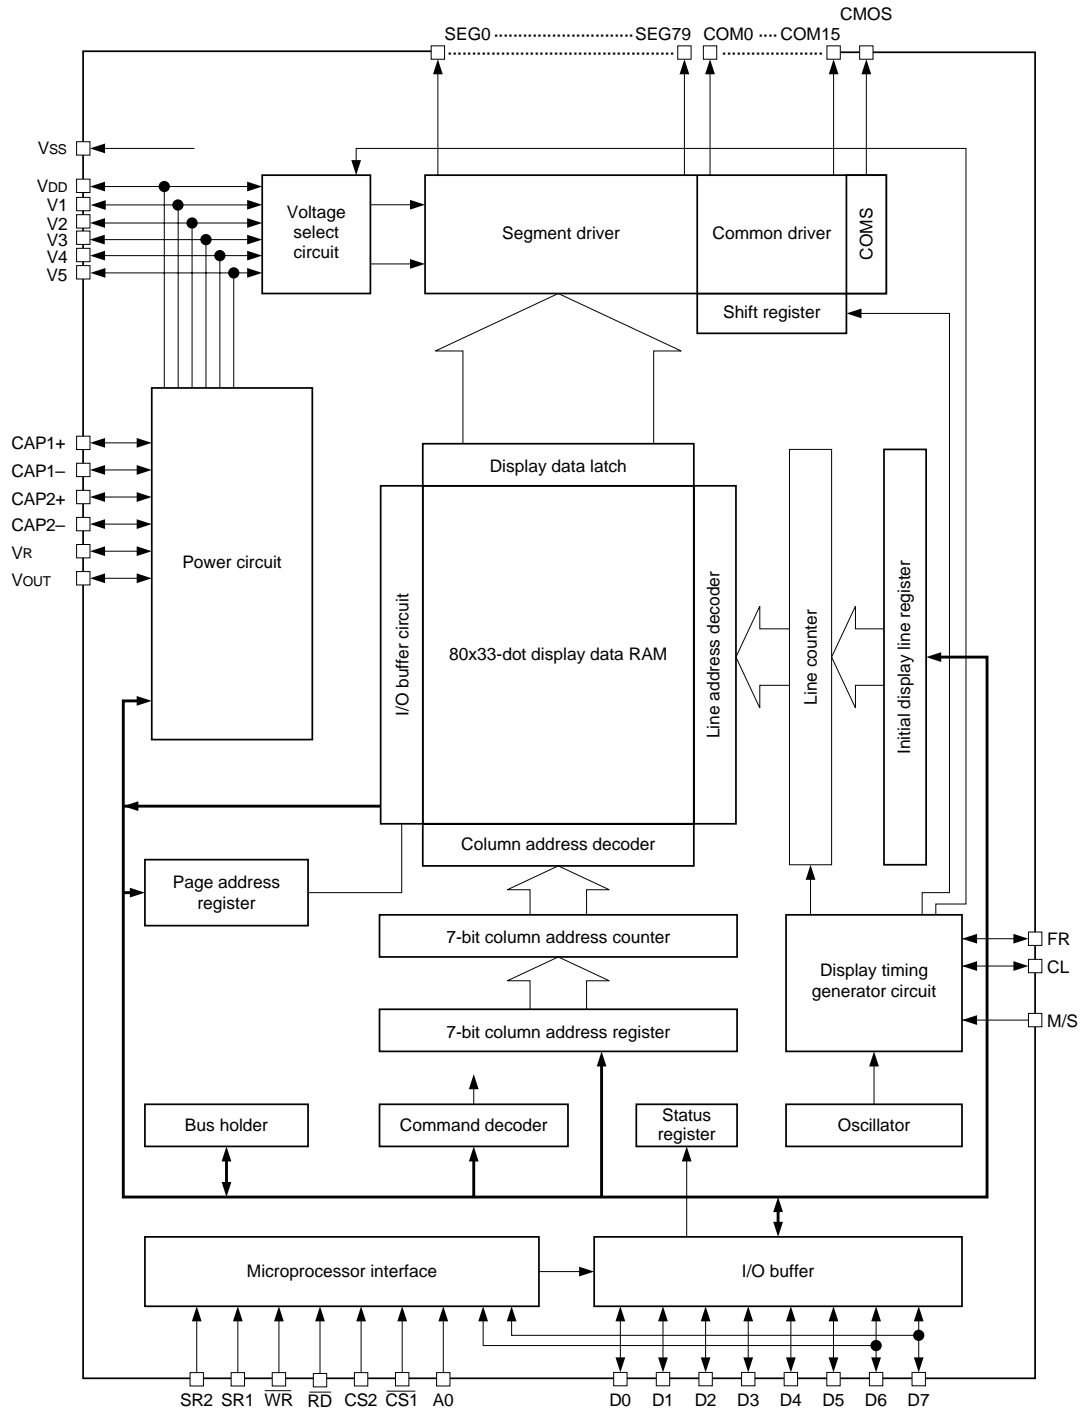 CMOS
SEG0 ························ SEG79 COM0 ···· COM15
VSS
VDD
V1
V2
V3
V4
V5
Voltage
select
circuit
Segment driver
Common driver
COMS
Shift register
CAP1+
CAP1–
CAP2+
CAP2–
VR
VOUT
Power circuit
Display data latch
I/O buffer circuit
80x33-dot display data RAM
Line address decoder
Line counter
Initial display line register
Column address decoder
Page address
register
7-bit column address counter
7-bit column address register
Display timing
generator circuit
FR
CL
M/S
Bus holder
Command decoder
Status
register
Oscillator
Microprocessor interface
I/O buffer
SR2 SR1 W̅R̅ R̅D̅ CS2 C̅S̅1̅ A0 D0 D1 D2 D3 D4 D5 D6 D7